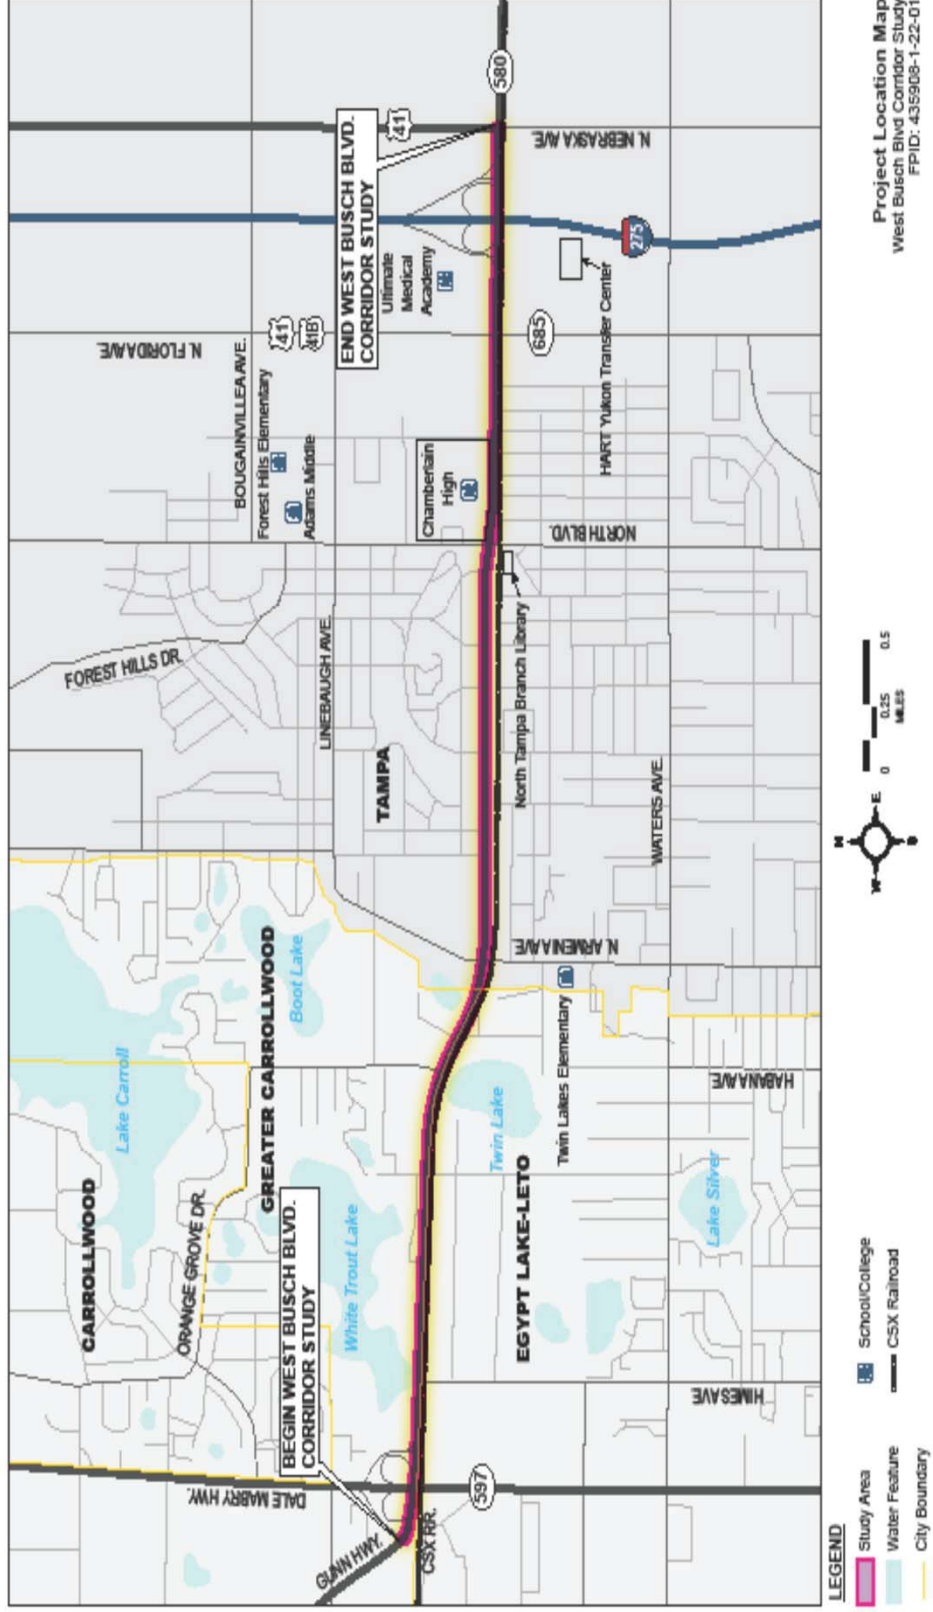 CARROLLWOOD
Lake Carroll
ORANGE GROVE DR.
GREATER CARROLLWOOD
Boot Lake
BEGIN WEST BUSCH BLVD.
CORRIDOR STUDY
White Trout Lake
DALE MABRY HWY.
GUNN HWY.
CSX RR.
597
EGYPT LAKE-LETO
Twin Lake
Twin Lakes Elementary
Lake Silver
HIMES AVE
HABANA AVE
N. ARMENIA AVE
FOREST HILLS DR.
LINEBAUGH AVE.
TAMPA
North Tampa Branch Library
WATERS AVE.
N. FLORIDA AVE
BOUGAINVILLEA AVE.
Forest Hills Elementary
Adams Middle
41
41B
Chamberlain
High
NORTH BLVD.
END WEST BUSCH BLVD.
CORRIDOR STUDY
Ultimate
Medical
Academy
41
580
N. NEBRASKA AVE
275
685
HART Yukon Transfer Center
LEGEND
Study Area
Water Feature
City Boundary
School/College
CSX Railroad
N
W
E
S
0
0.25
0.5
MILES
Project Location Map
West Busch Blvd Corridor Study
FPID: 435908-1-22-01